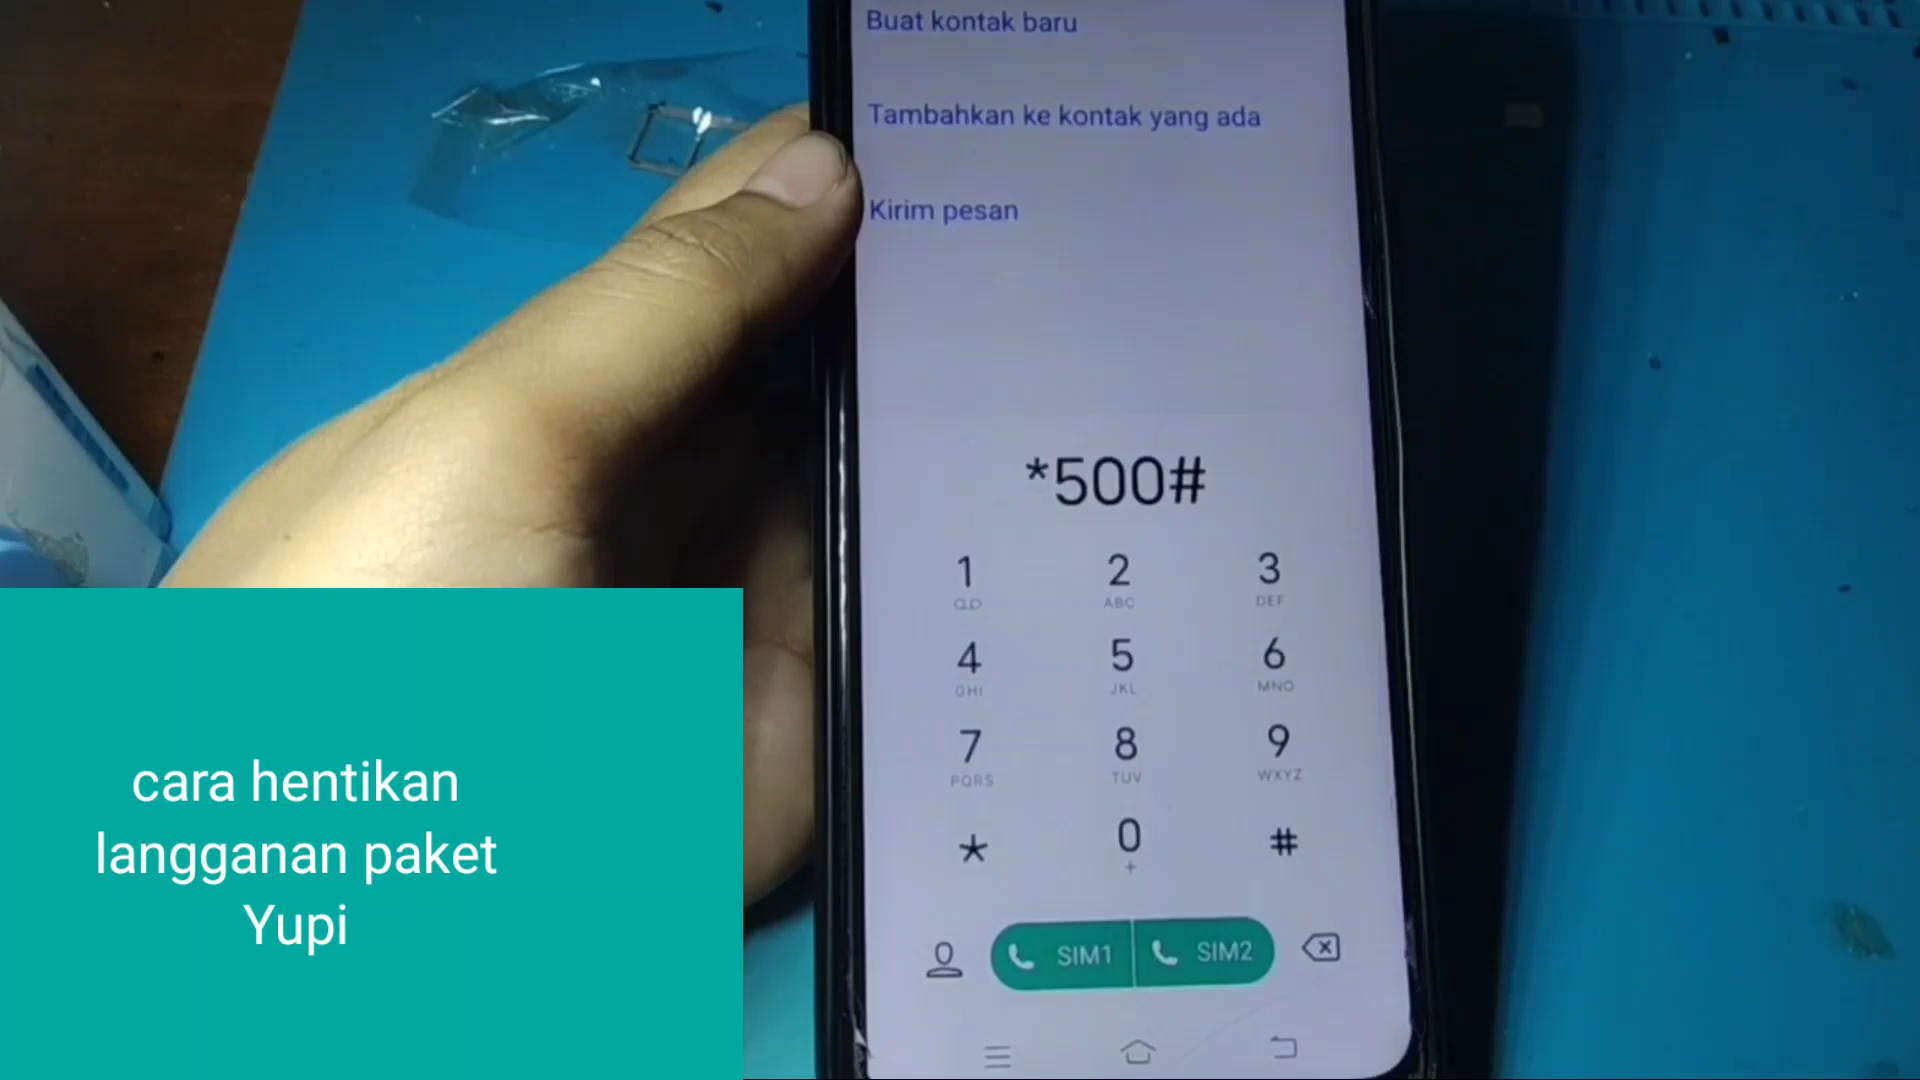 Buat kontak baru
Tambahkan ke kontak yang ada
Kirim pesan
*500#
1 2 3
ABC DEF
4 5 6
GHI JKL MNO
7 8 9
PQRS TUV WXYZ
* 0 #
+
SIM1 SIM2
cara hentikan
langganan paket
Yupi